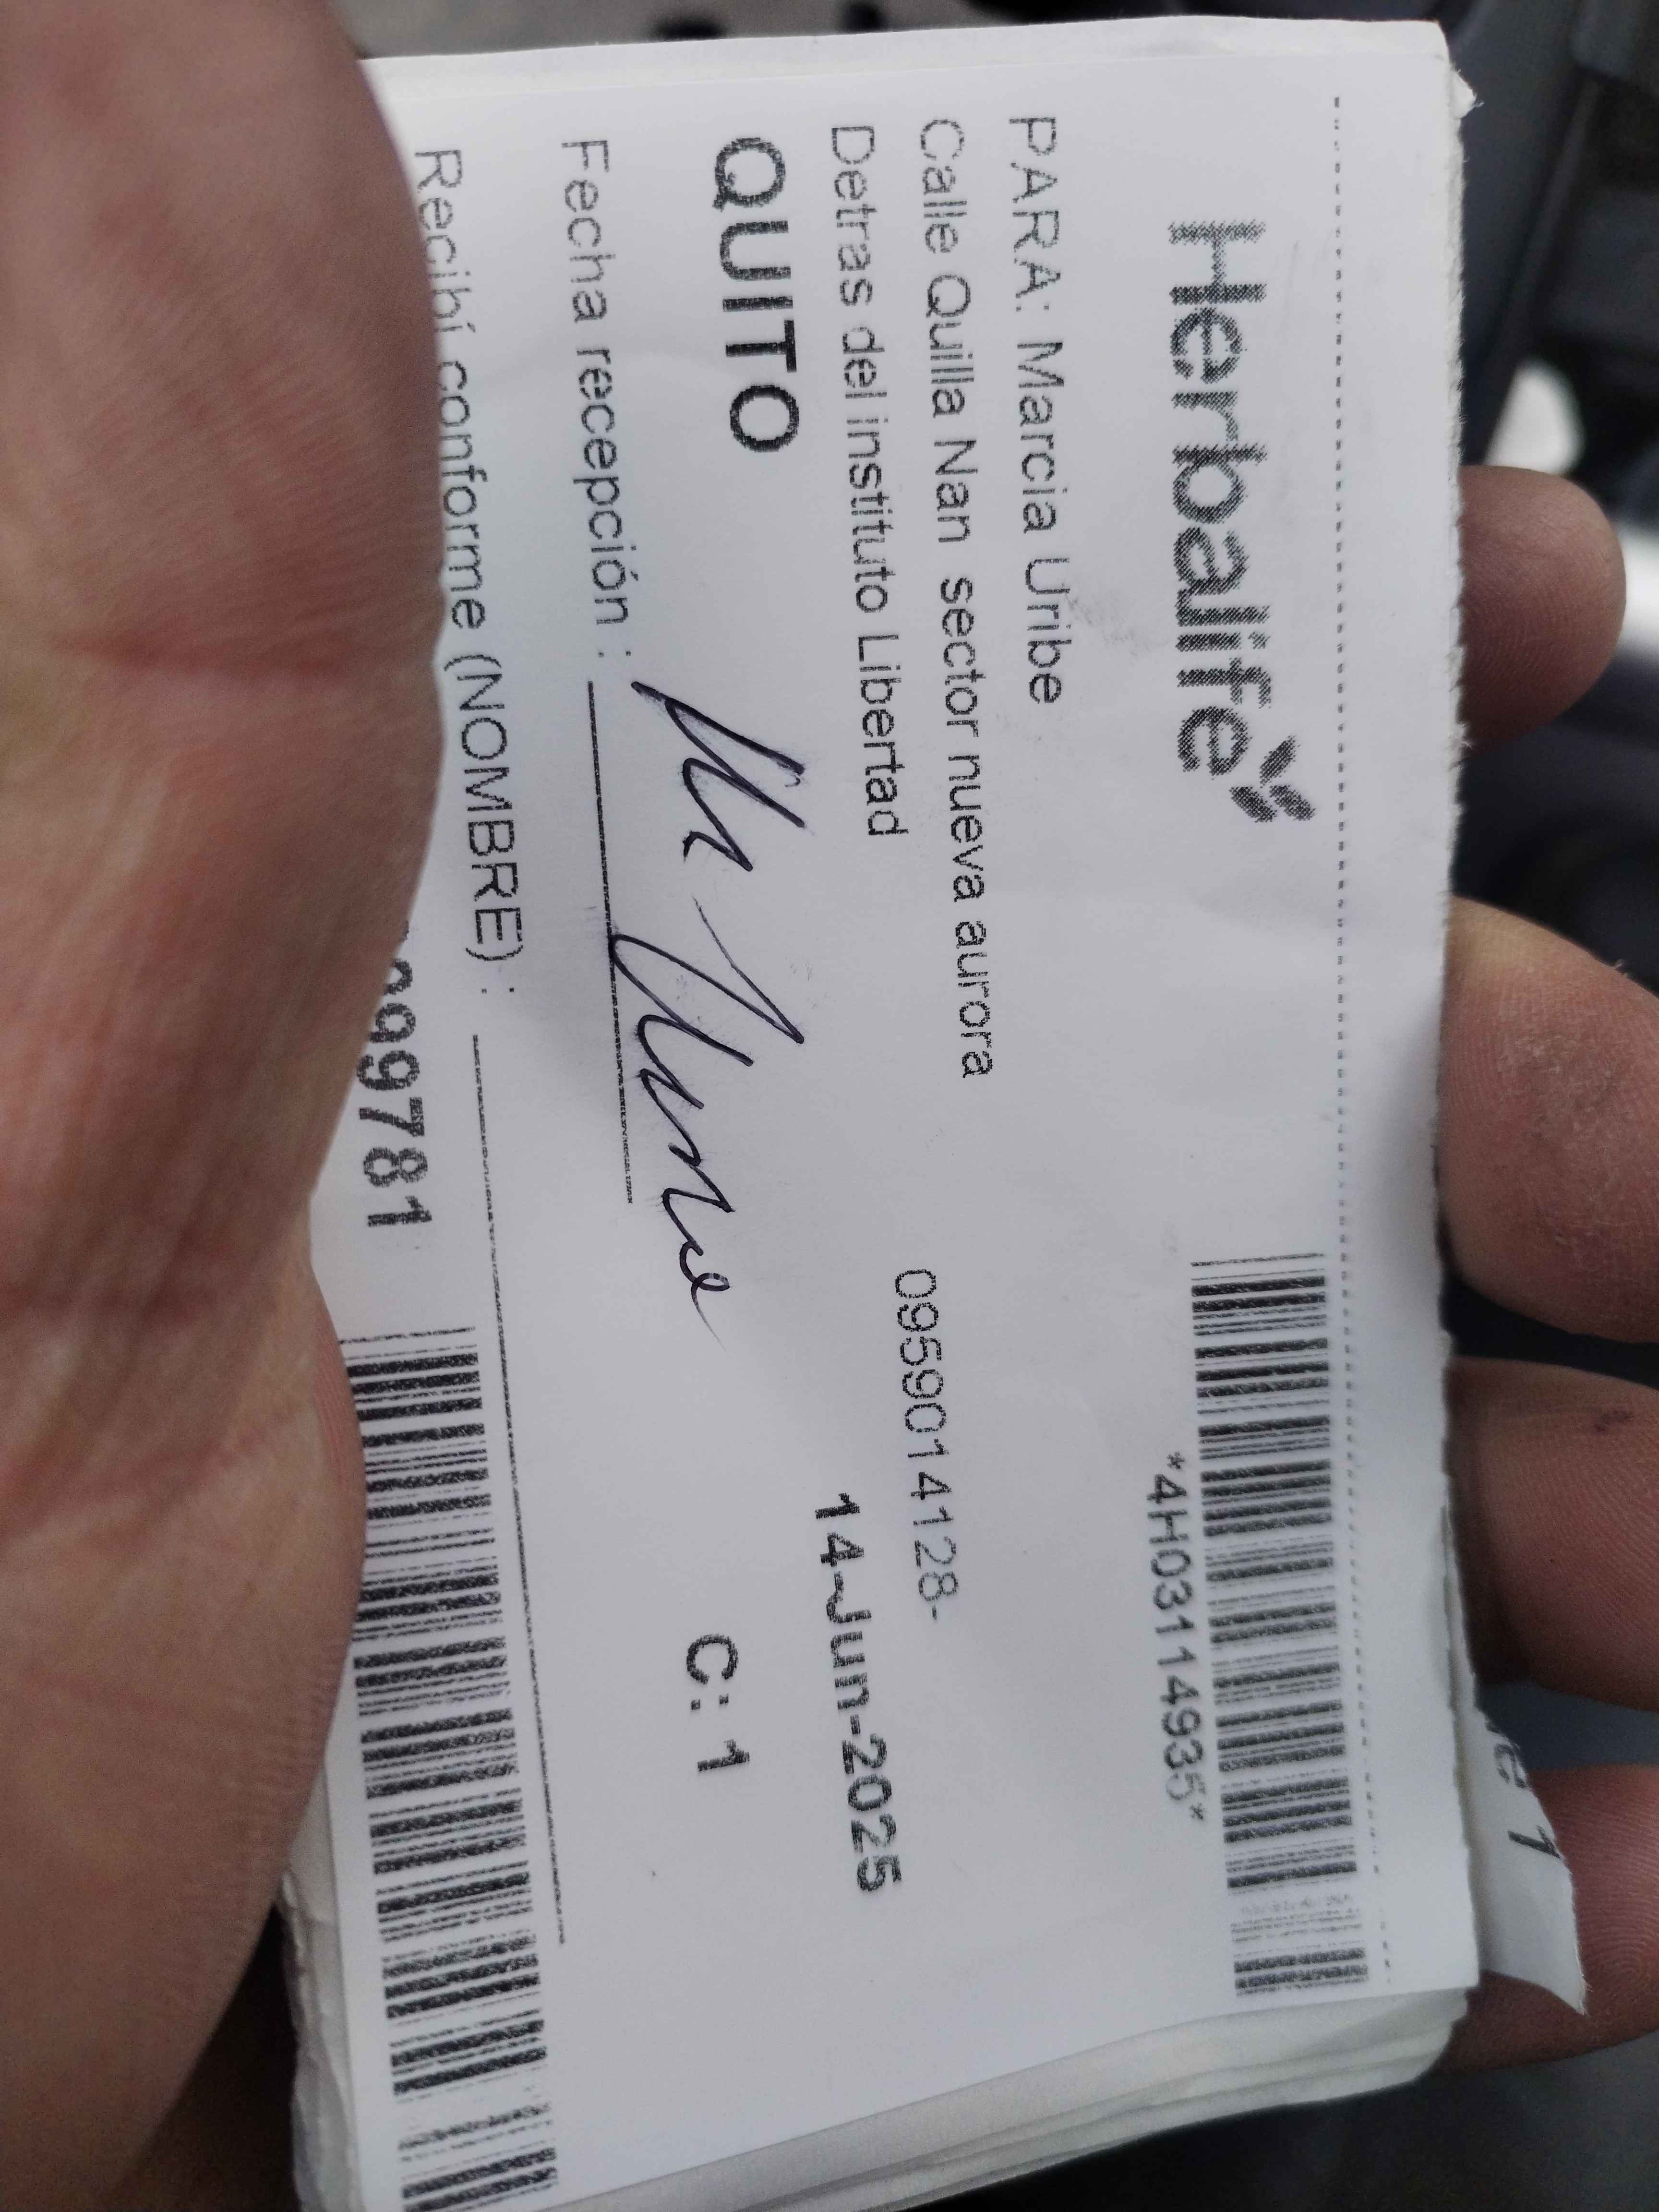 Herbalife
*4H03114935*
PARA: Marcia Uribe
Calle Quilla Nan sector nueva aurora
0959014128-
Detras del instituto Libertad
14-Jun-2025
QUITO
C: 1
Fecha recepción :
Recibí conforme (NOMBRE) :
99781